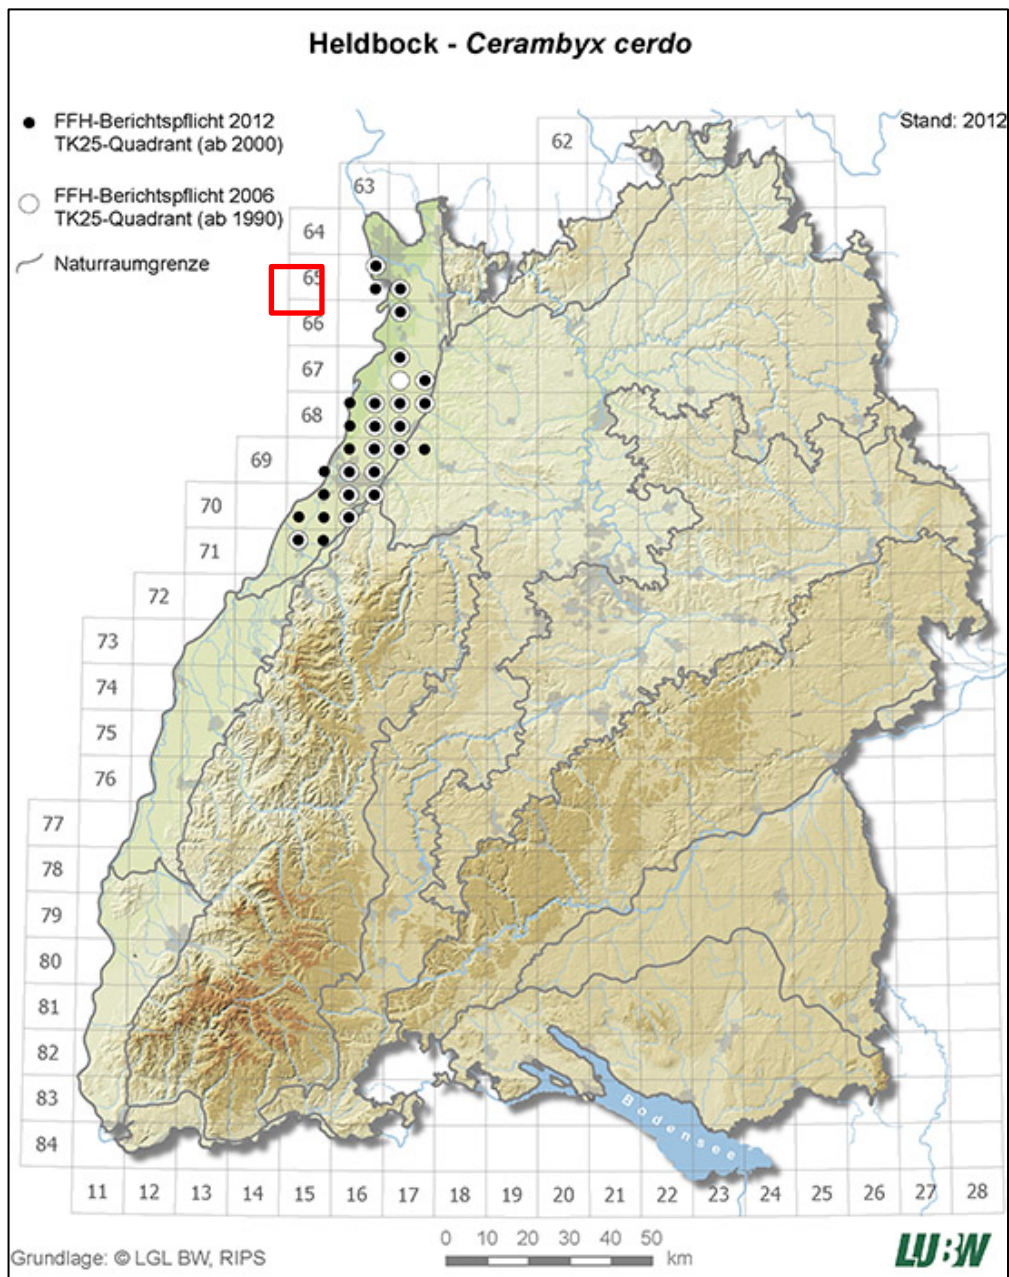 Heldbock - Cerambyx cerdo
FFH-Berichtspflicht 2012
TK25-Quadrant (ab 2000)
Stand: 2012
FFH-Berichtspflicht 2006
TK25-Quadrant (ab 1990)
Naturraumgrenze
62
63
64
65
66
67
68
69
70
71
72
73
74
75
76
77
78
79
80
81
82
83
84
Bodensee
11 12 13 14 15 16 17 18 19 20 21 22 23 24 25 26 27 28
0 10 20 30 40 50
km
Grundlage: © LGL BW, RIPS
LUBW